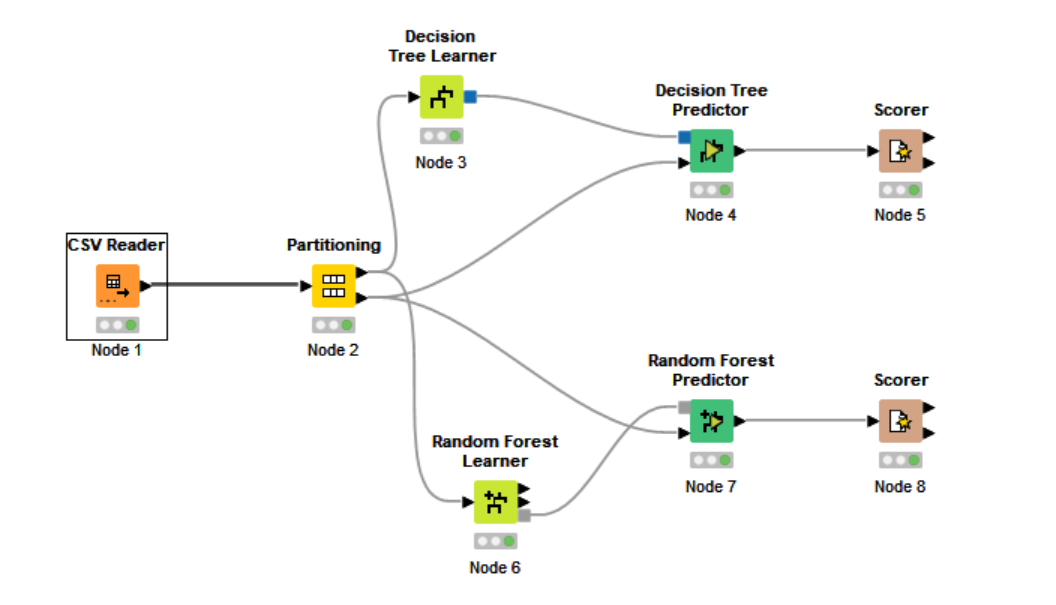 Decision
Tree Learner
Node 3
Decision Tree
Predictor
Node 4
Scorer
Node 5
CSV Reader
Node 1
Partitioning
Node 2
Random Forest
Learner
Node 6
Random Forest
Predictor
Node 7
Scorer
Node 8